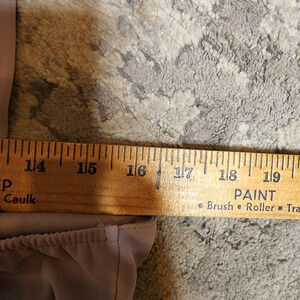 14 15 16 17 18 19
PAINT
Caulk
• Brush • Roller • Tra